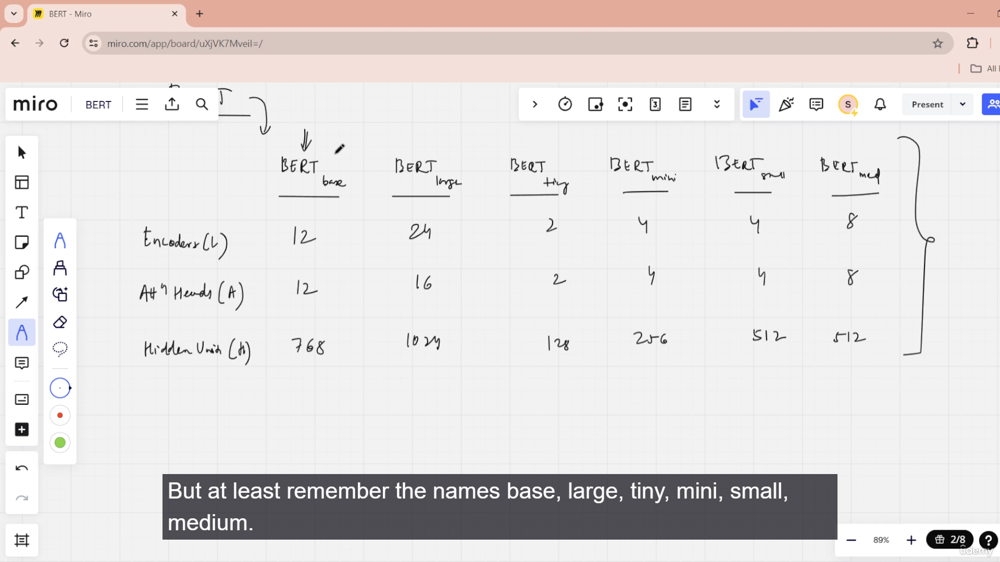 BERT - Miro
miro.com/app/board/uXjVK7Mveil=/
All
miro BERT
3
S
Present
BERT base BERT large BERT tiny BERT mini BERT small BERT med
Encoders (L) 12 24 2 4 4 8
Attn Heads (A) 12 16 2 4 4 8
Hidden Units (H) 768 1024 128 256 512 512
But at least remember the names base, large, tiny, mini, small,
medium.
89%
2/8
?
udemy